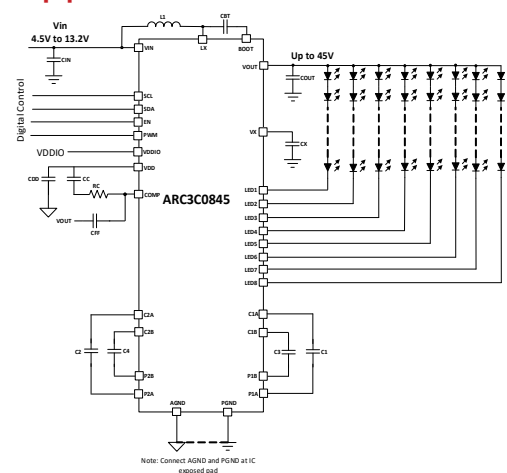 L1
CBT
Vin
4.5V to 13.2V
LX
BOOT
VIN
CIN
VOUT
Up to 45V
COUT
Digital Control
SCL
SDA
EN
PWM
VDDIO
VDDIO
VDD
VX
CX
CDD
CC
RC
COMP
ARC3C0845
VOUT
CFF
LED1
LED2
LED3
LED4
LED5
LED6
LED7
LED8
C2A
C2B
C2
C4
P2B
P2A
C1A
C1B
C3
C1
P1B
P1A
AGND
PGND
Note: Connect AGND and PGND at IC
exposed pad